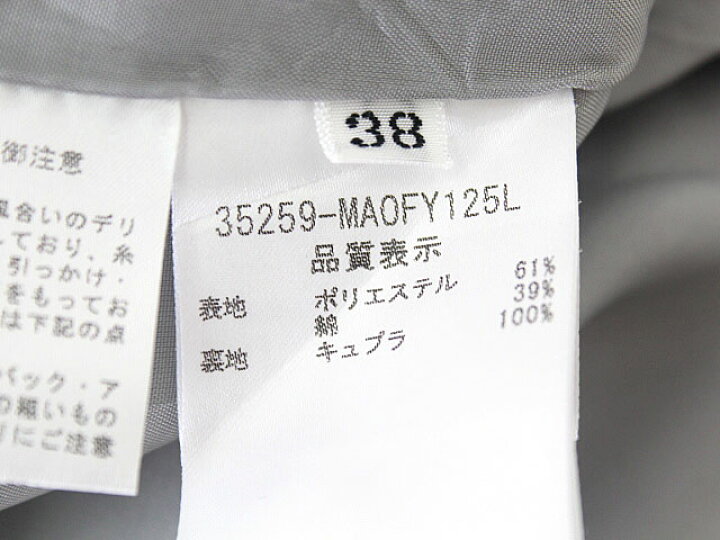 御注意
風合いのデリ
しており、糸
引っかけ・
をもってお
は下記の点
バック・ア
の願いもの
にご注意
38
35259-MAOFY125L
品質表示
表地 ポリエステル 61%
綿 39%
裏地 キュプラ 100%